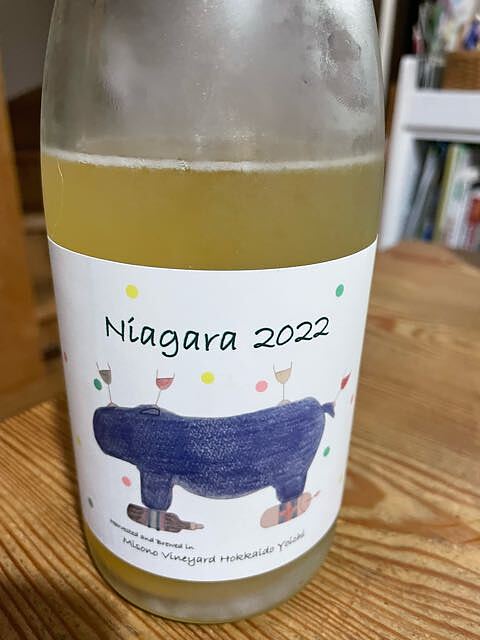 Niagara 2022
Harvested and Brewed in
Misono Vineyard Hokkaido Yoichi